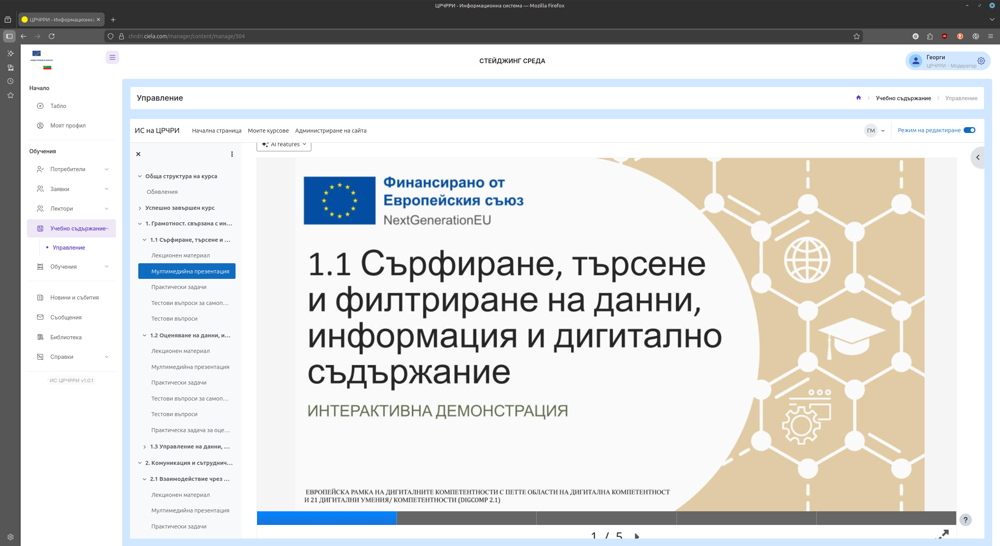 ЦРЧРРИ - Информационна система — Mozilla Firefox
ЦРЧРРИ - Информационна
chrdri.ciela.com/manager/content/manage/504
ИНВЕСТИРАМЕ В ХОРАТА
СТЕЙДЖИНГ СРЕДА
Георги
ЦРЧРРИ - Модератор
Начало
Табло
Моят профил
Обучения
Потребители
Заявки
Лектори
Учебно съдържание
Управление
Обучения
Новини и събития
Съобщения
Библиотека
Справки
ИС ЦРЧРРИ v1.0.1
Управление
Учебно съдържание
Управление
ИС на ЦРЧРИ
Начална страница
Моите курсове
Администриране на сайта
ГМ
Режим на редактиране
AI features
Обща структура на курса
Обявления
Успешно завършен курс
1. Грамотност. свързана с ин...
1.1 Сърфиране, търсене и ...
Лекционен материал
Мултимедийна презентация
Практически задачи
Тестови въпроси за самоп...
Тестови въпроси
1.2 Оценяване на данни, и...
Лекционен материал
Мултимедийна презентация
Практически задачи
Тестови въпроси за самоп...
Тестови въпроси
Практическа задача за оце...
1.3 Управление на данни, ...
2. Комуникация и сътруднич...
2.1 Взаимодействие чрез ...
Лекционен материал
Мултимедийна презентация
Практически задачи
Финансирано от
Европейския съюз
NextGenerationEU
1.1 Сърфиране, търсене
и филтриране на данни,
информация и дигитално
съдържание
ИНТЕРАКТИВНА ДЕМОНСТРАЦИЯ
ЕВРОПЕЙСКА РАМКА НА ДИГИТАЛНИТЕ КОМПЕТЕНТНОСТИ С ПЕТТЕ ОБЛАСТИ НА ДИГИТАЛНА КОМПЕТЕНТНОСТ
И 21 ДИГИТАЛНИ УМЕНИЯ/ КОМПЕТЕНТНОСТИ (DIGCOMP 2.1)
1 / 5
?